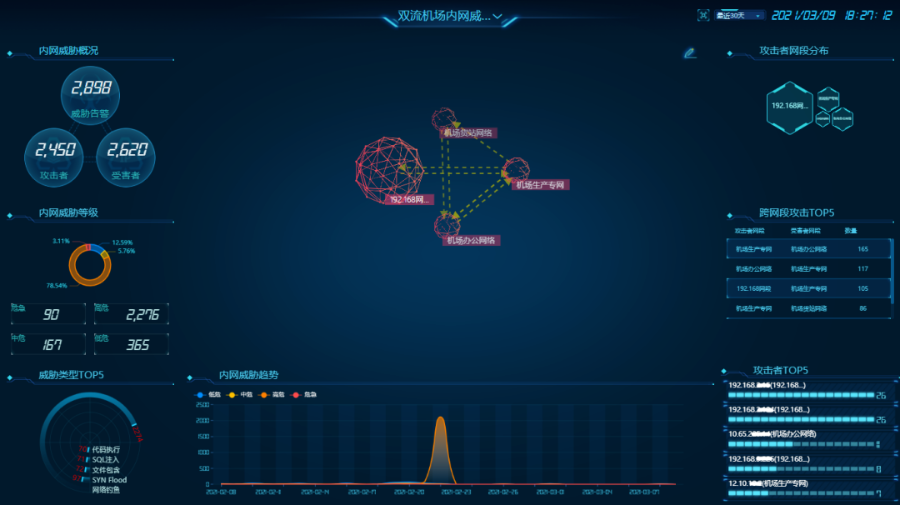 双流机场内网威...
最近30天
2021/03/09 18:27:12
内网威胁概况
2,898
威胁告警
2,450
攻击者
2,620
受害者
内网威胁等级
3.11%
12.59%
5.76%
78.54%
危急 90
高危 2,276
中危 167
低危 365
威胁类型TOP5
代码执行
SQL注入
文件包含
SYN Flood
网络钓鱼
机场货站网络
192.168网...
机场生产专网
机场办公网络
内网威胁趋势
低危 中危 高危 危急
2500
2000
1500
1000
500
0
2021-02-08 2021-02-11 2021-02-14 2021-02-17 2021-02-20 2021-02-23 2021-02-26 2021-03-01 2021-03-04 2021-03-07
攻击者网段分布
192.168网...
跨网段攻击TOP5
攻击者网段 受害者网段 数量
机场生产专网 机场办公网络 165
机场办公网络 机场生产专网 117
192.168网段 机场生产专网 105
机场生产专网 机场货站网络 86
攻击者TOP5
192.168. (192.168...)
26
192.168. (192.168...)
26
10.65. (机场办公网络)
192.168. (192.168...)
8
12.10. (机场生产专网)
7